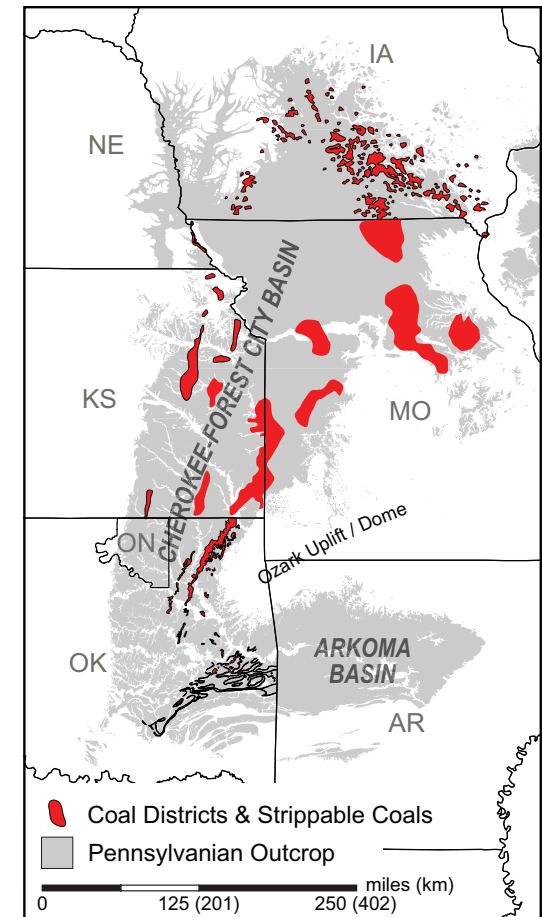 IA
NE
CHEROKEE-FOREST CITY BASIN
KS
MO
ON
Ozark Uplift / Dome
ARKOMA
BASIN
OK
AR
Coal Districts & Strippable Coals
Pennsylvanian Outcrop
miles (km)
0 125 (201) 250 (402)